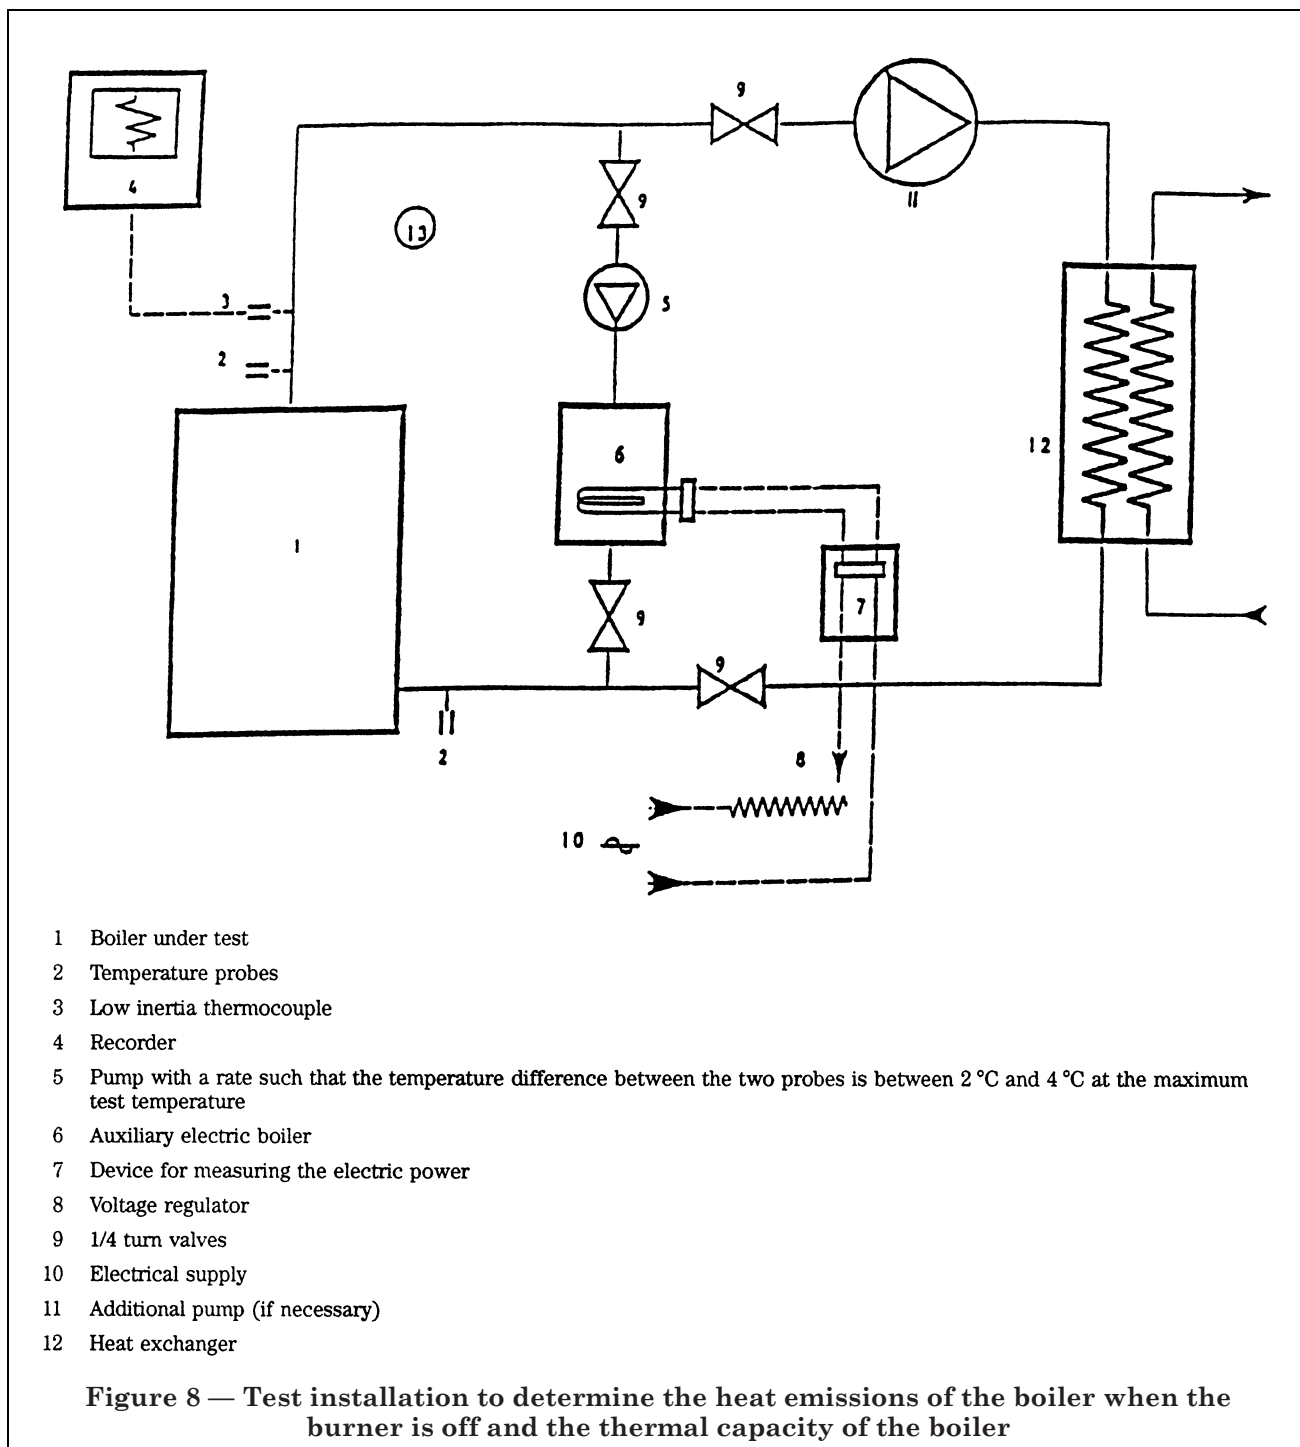 9
4
9
11
13
3
5
2
12
6
1
7
9
9
8
2
10
1 Boiler under test
2 Temperature probes
3 Low inertia thermocouple
4 Recorder
5 Pump with a rate such that the temperature difference between the two probes is between 2 °C and 4 °C at the maximum
test temperature
6 Auxiliary electric boiler
7 Device for measuring the electric power
8 Voltage regulator
9 1/4 turn valves
10 Electrical supply
11 Additional pump (if necessary)
12 Heat exchanger
Figure 8 — Test installation to determine the heat emissions of the boiler when the
burner is off and the thermal capacity of the boiler